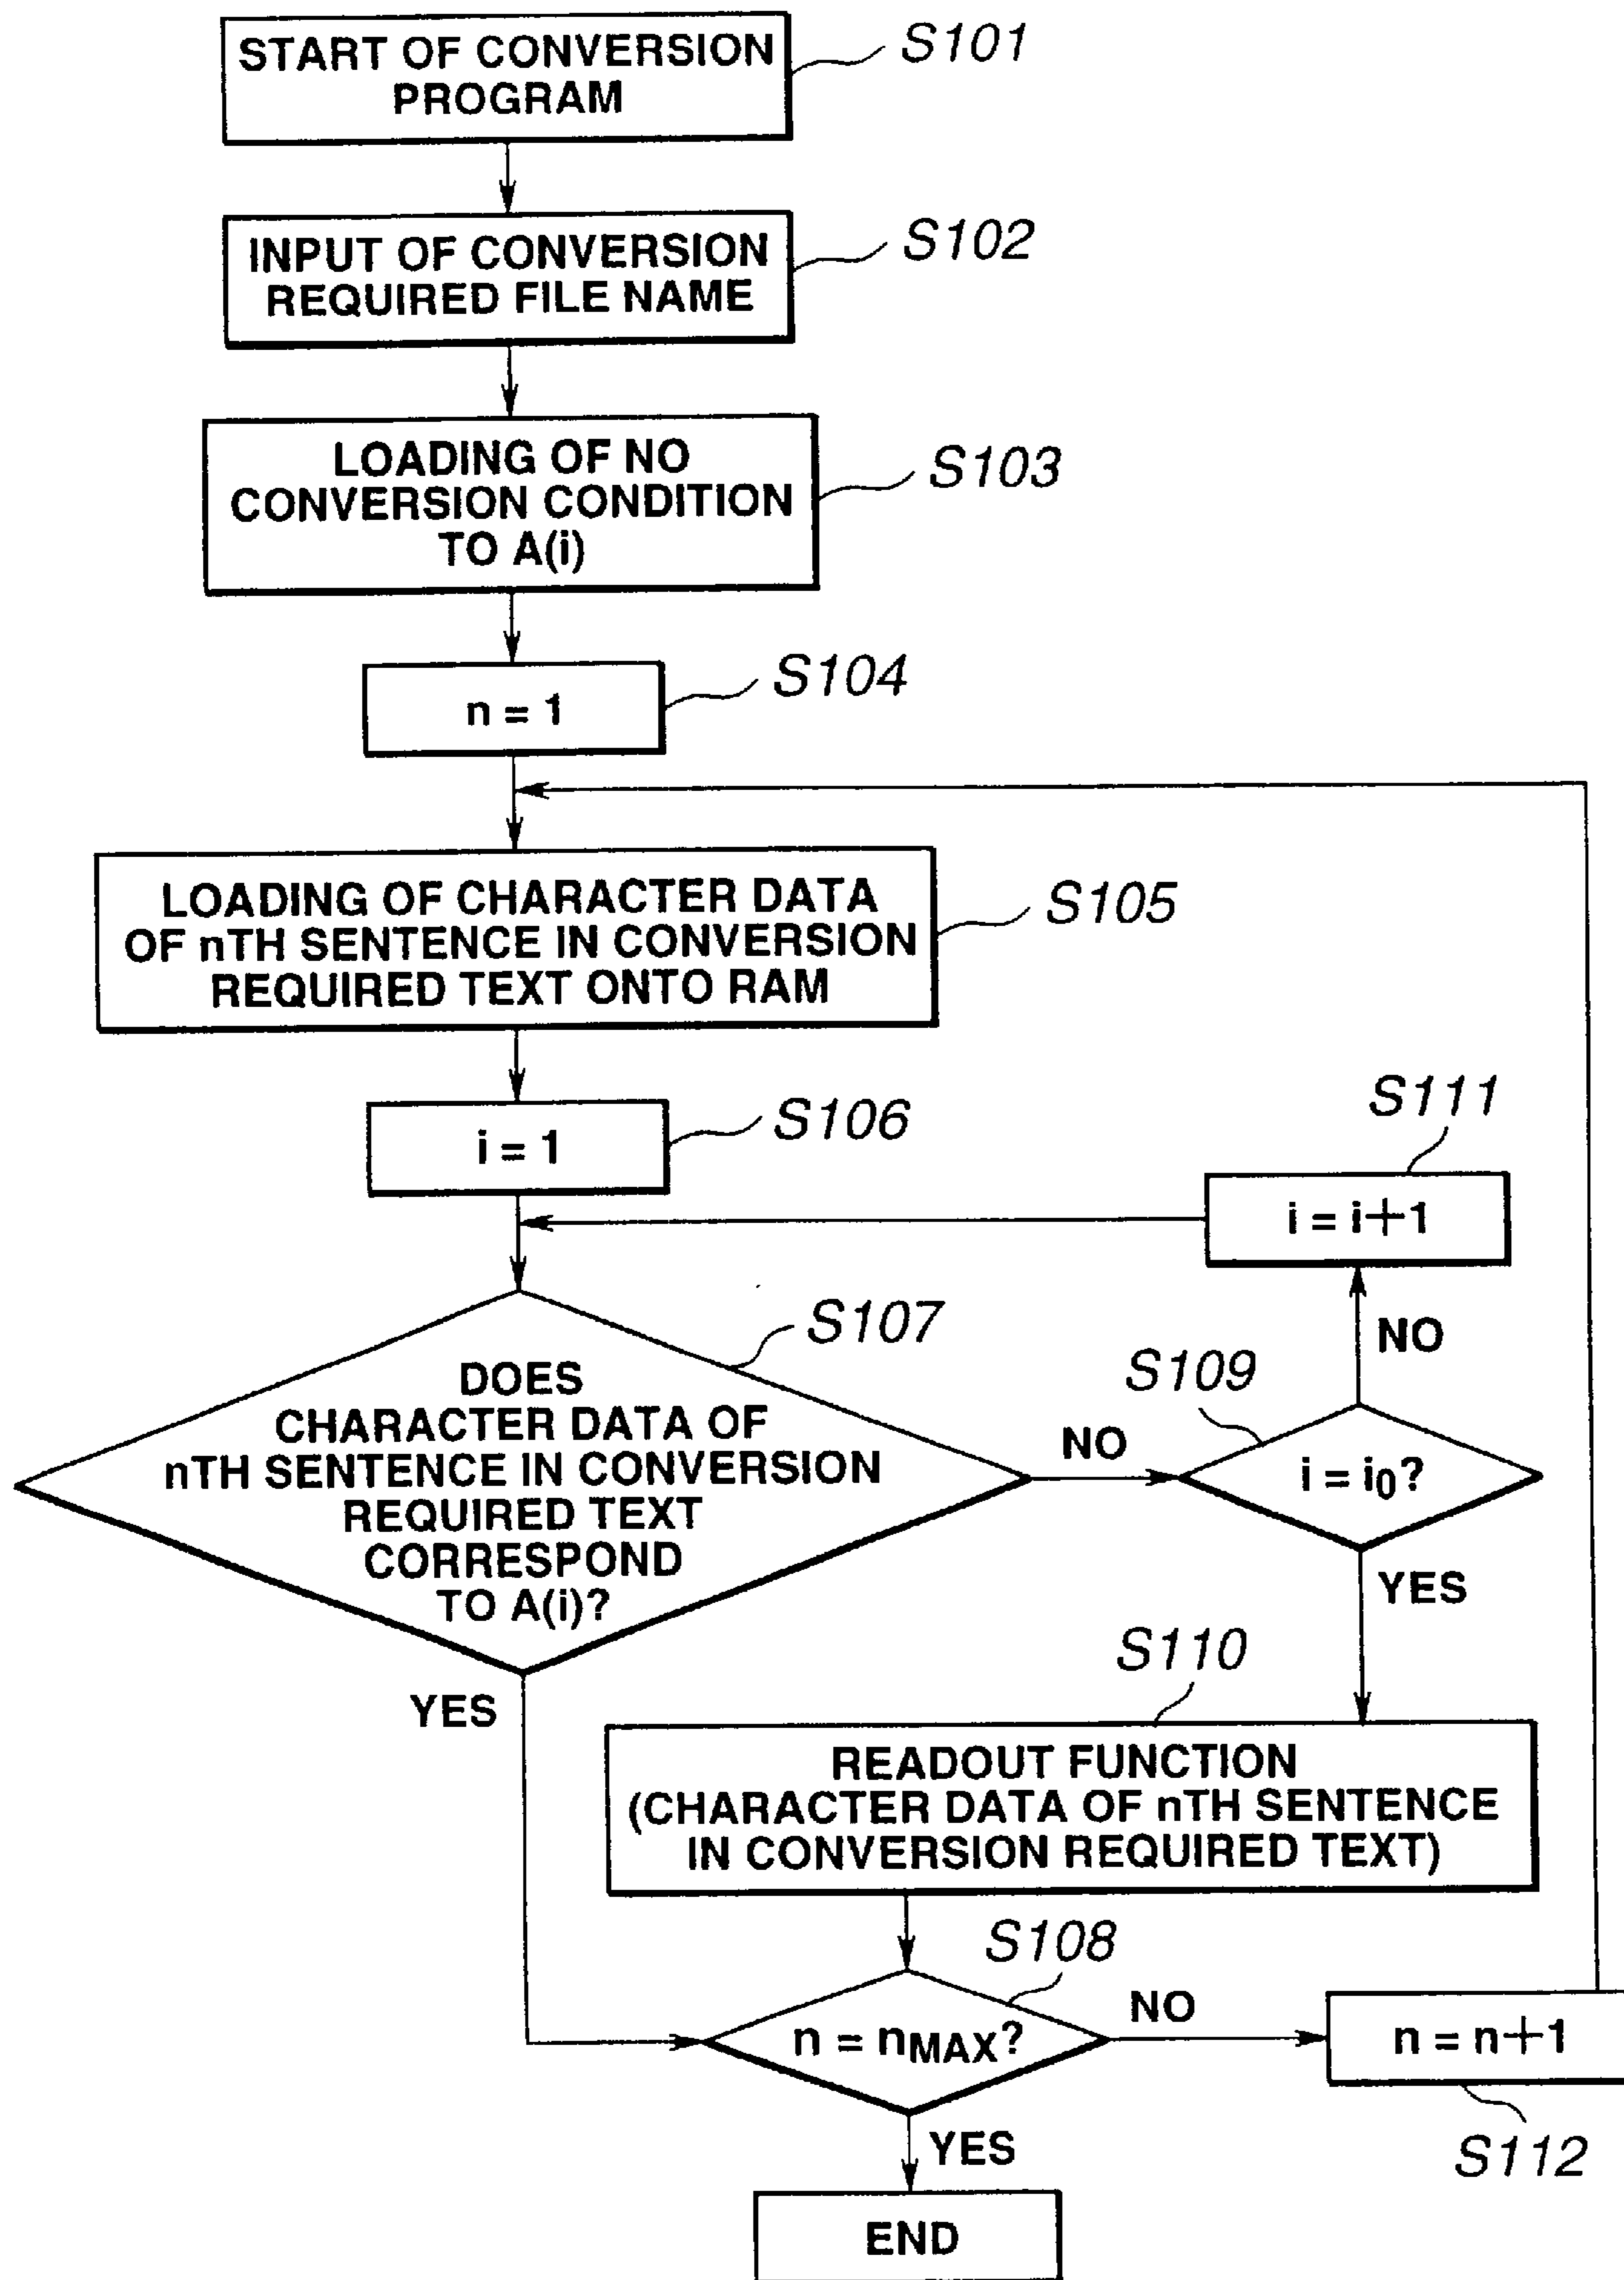 START OF CONVERSION
PROGRAM
S101
INPUT OF CONVERSION
REQUIRED FILE NAME
S102
LOADING OF NO
CONVERSION CONDITION
TO A(i)
S103
n = 1
S104
LOADING OF CHARACTER DATA
OF nTH SENTENCE IN CONVERSION
REQUIRED TEXT ONTO RAM
S105
i = 1
S106
S111
i = i+1
NO
S107
DOES
CHARACTER DATA OF
nTH SENTENCE IN CONVERSION
REQUIRED TEXT
CORRESPOND
TO A(i)?
NO
S109
i = i0?
YES
YES
S110
READOUT FUNCTION
(CHARACTER DATA OF nTH SENTENCE
IN CONVERSION REQUIRED TEXT)
S108
n = nMAX?
NO
n = n+1
S112
YES
END